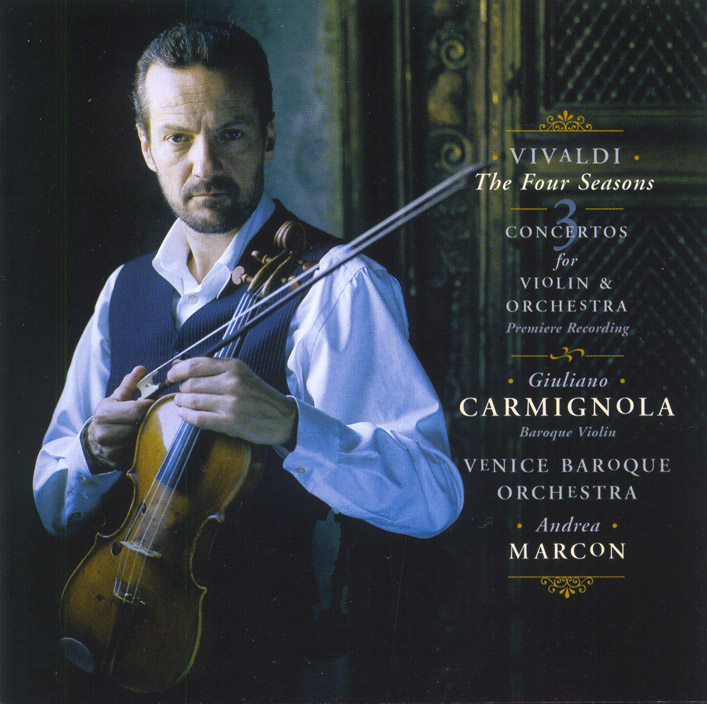 VIVALDI
The Four Seasons
3
CONCERTOS
for
VIOLIN &
ORCHESTRA
Premiere Recording
Giuliano
CARMIGNOLA
Baroque Violin
VENICE BAROQUE
ORCHESTRA
Andrea
MARCON